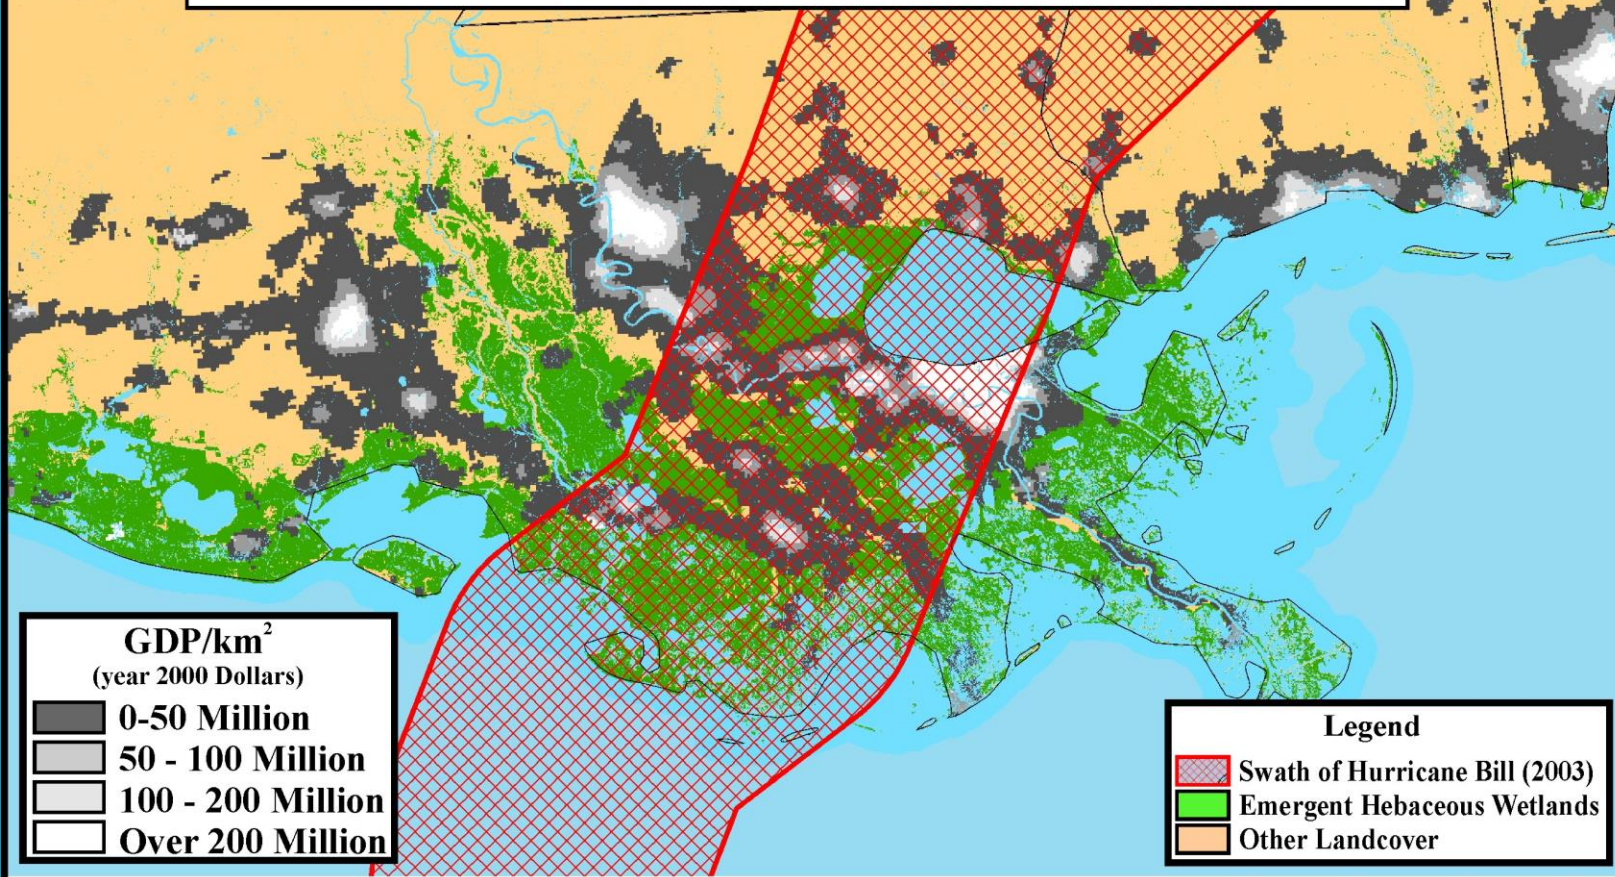 GDP/km²
(year 2000 Dollars)
0-50 Million
50 - 100 Million
100 - 200 Million
Over 200 Million
Legend
Swath of Hurricane Bill (2003)
Emergent Hebaceous Wetlands
Other Landcover